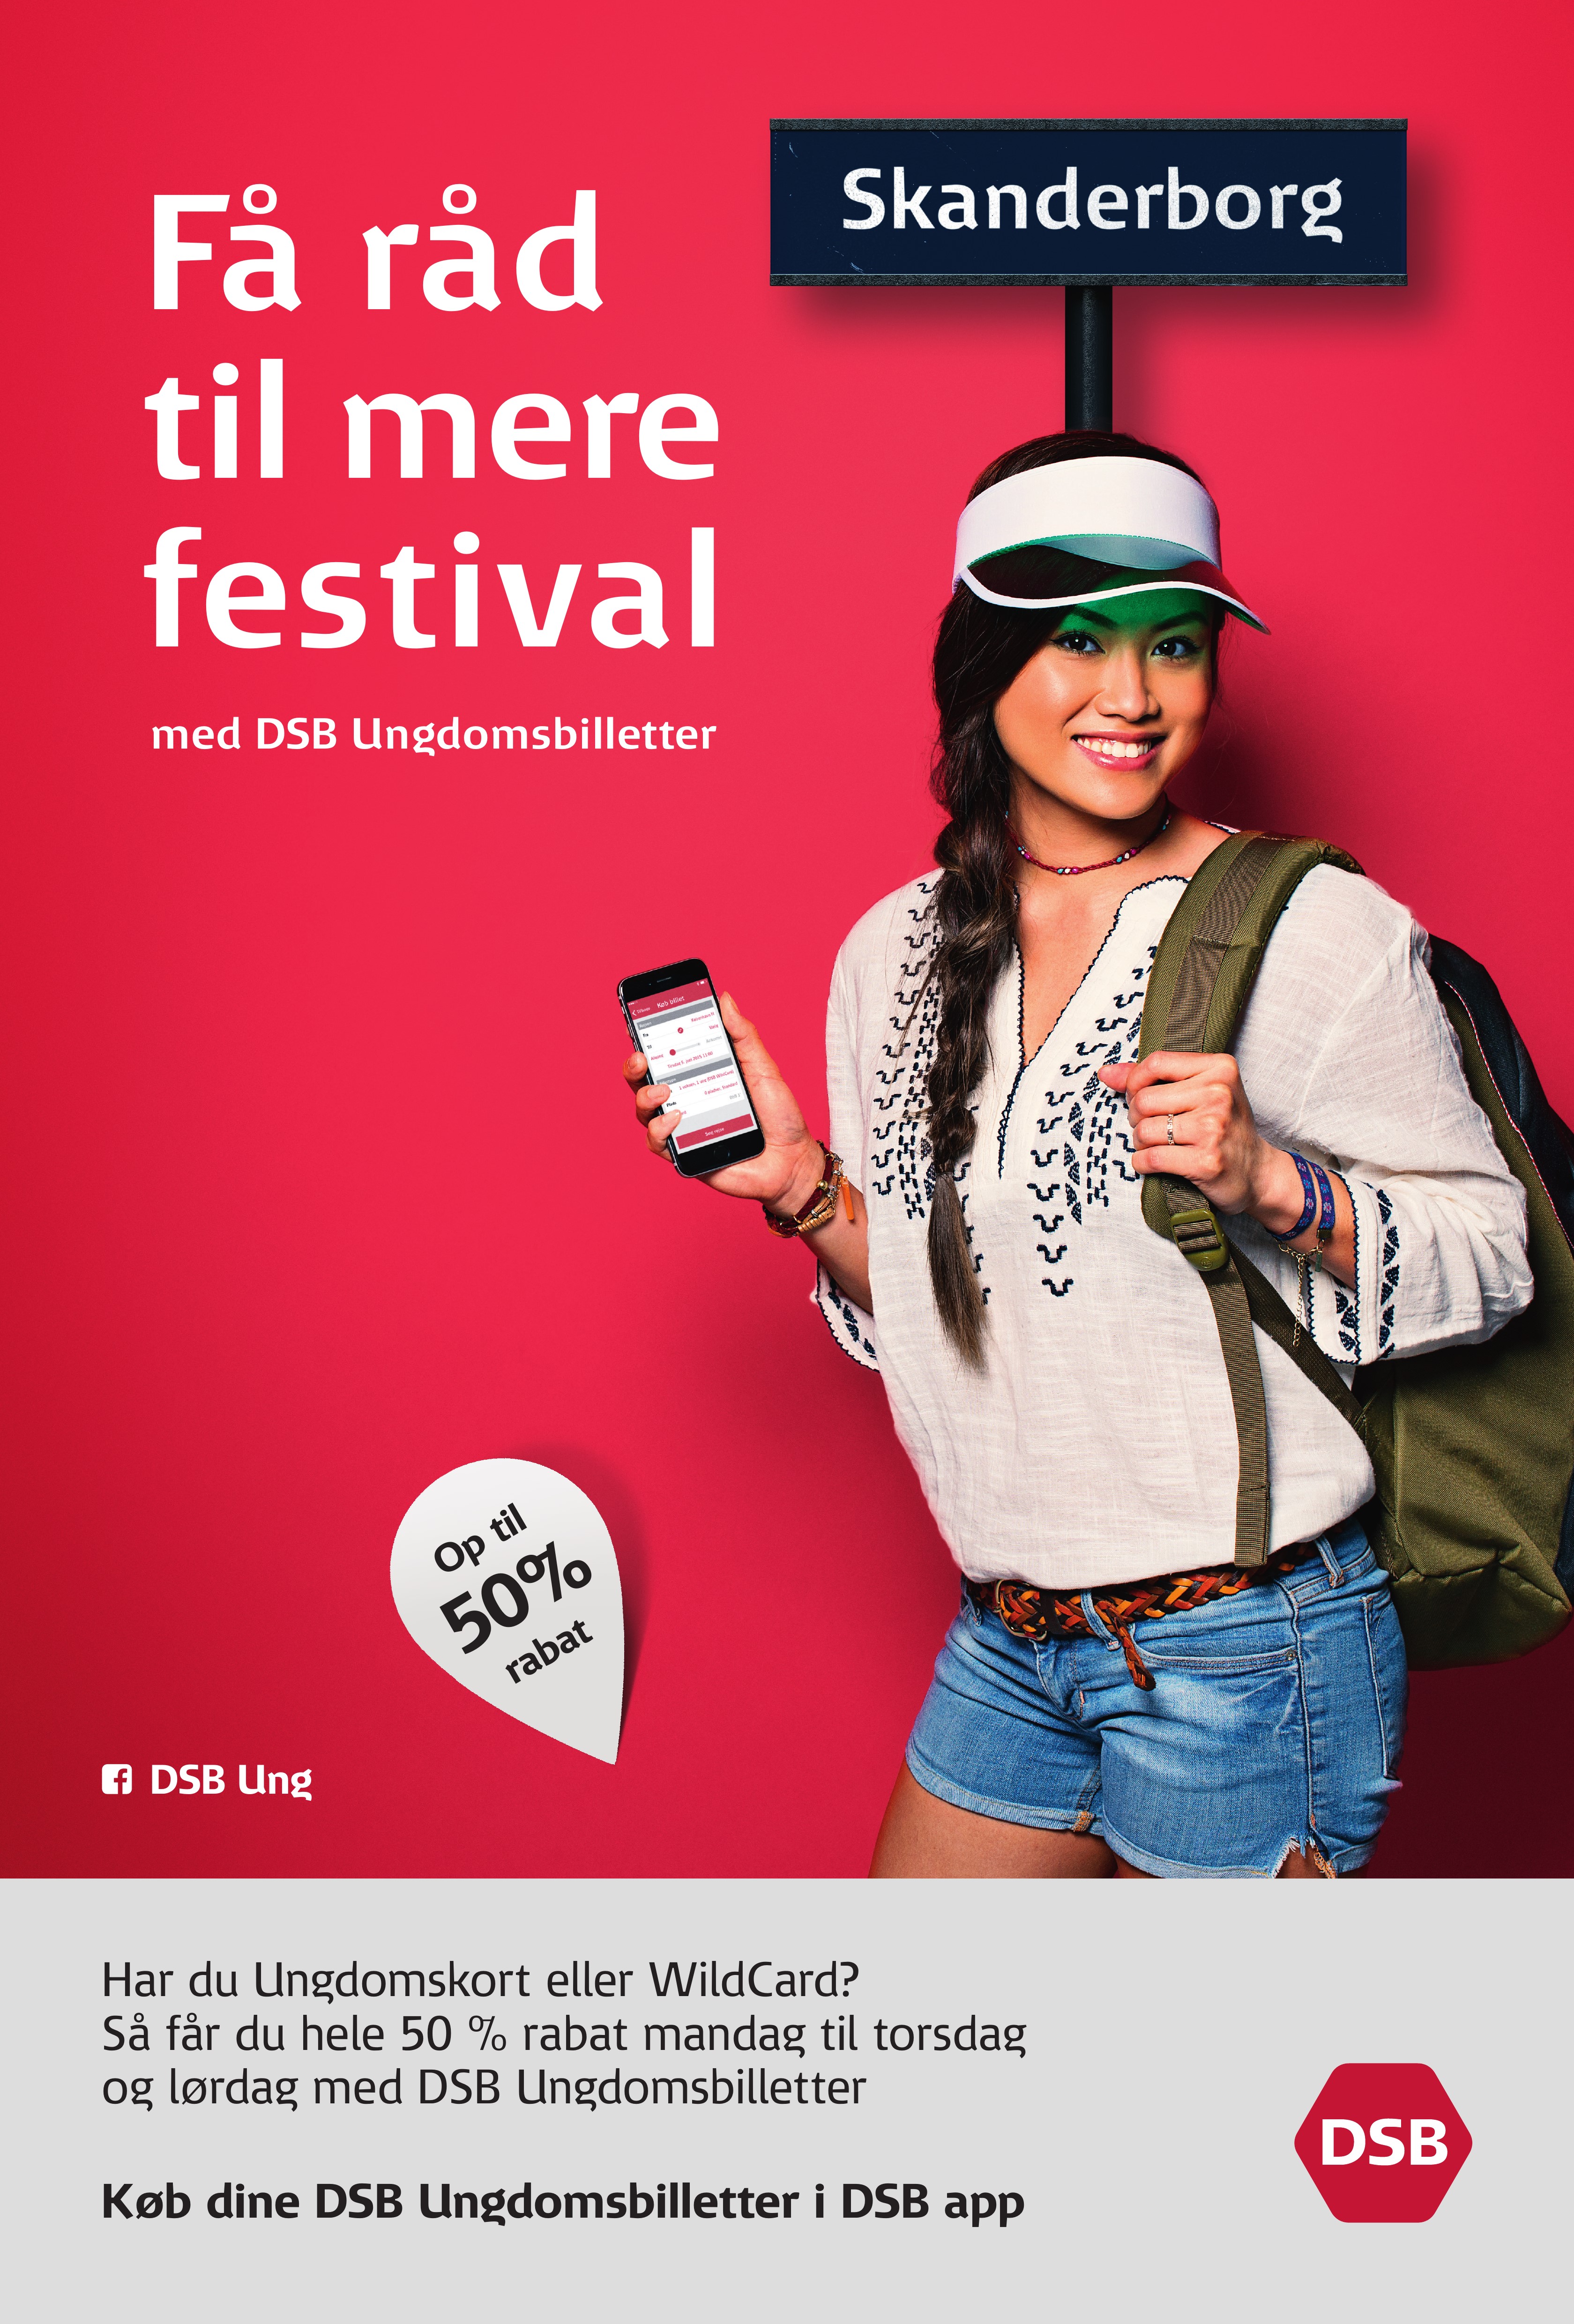 Skanderborg
Få råd
til mere
festival
med DSB Ungdomsbilletter
Køb billet
Op til
50%
rabat
DSB Ung
Har du Ungdomskort eller WildCard?
Så får du hele 50 % rabat mandag til torsdag
og lørdag med DSB Ungdomsbilletter
Køb dine DSB Ungdomsbilletter i DSB app
DSB